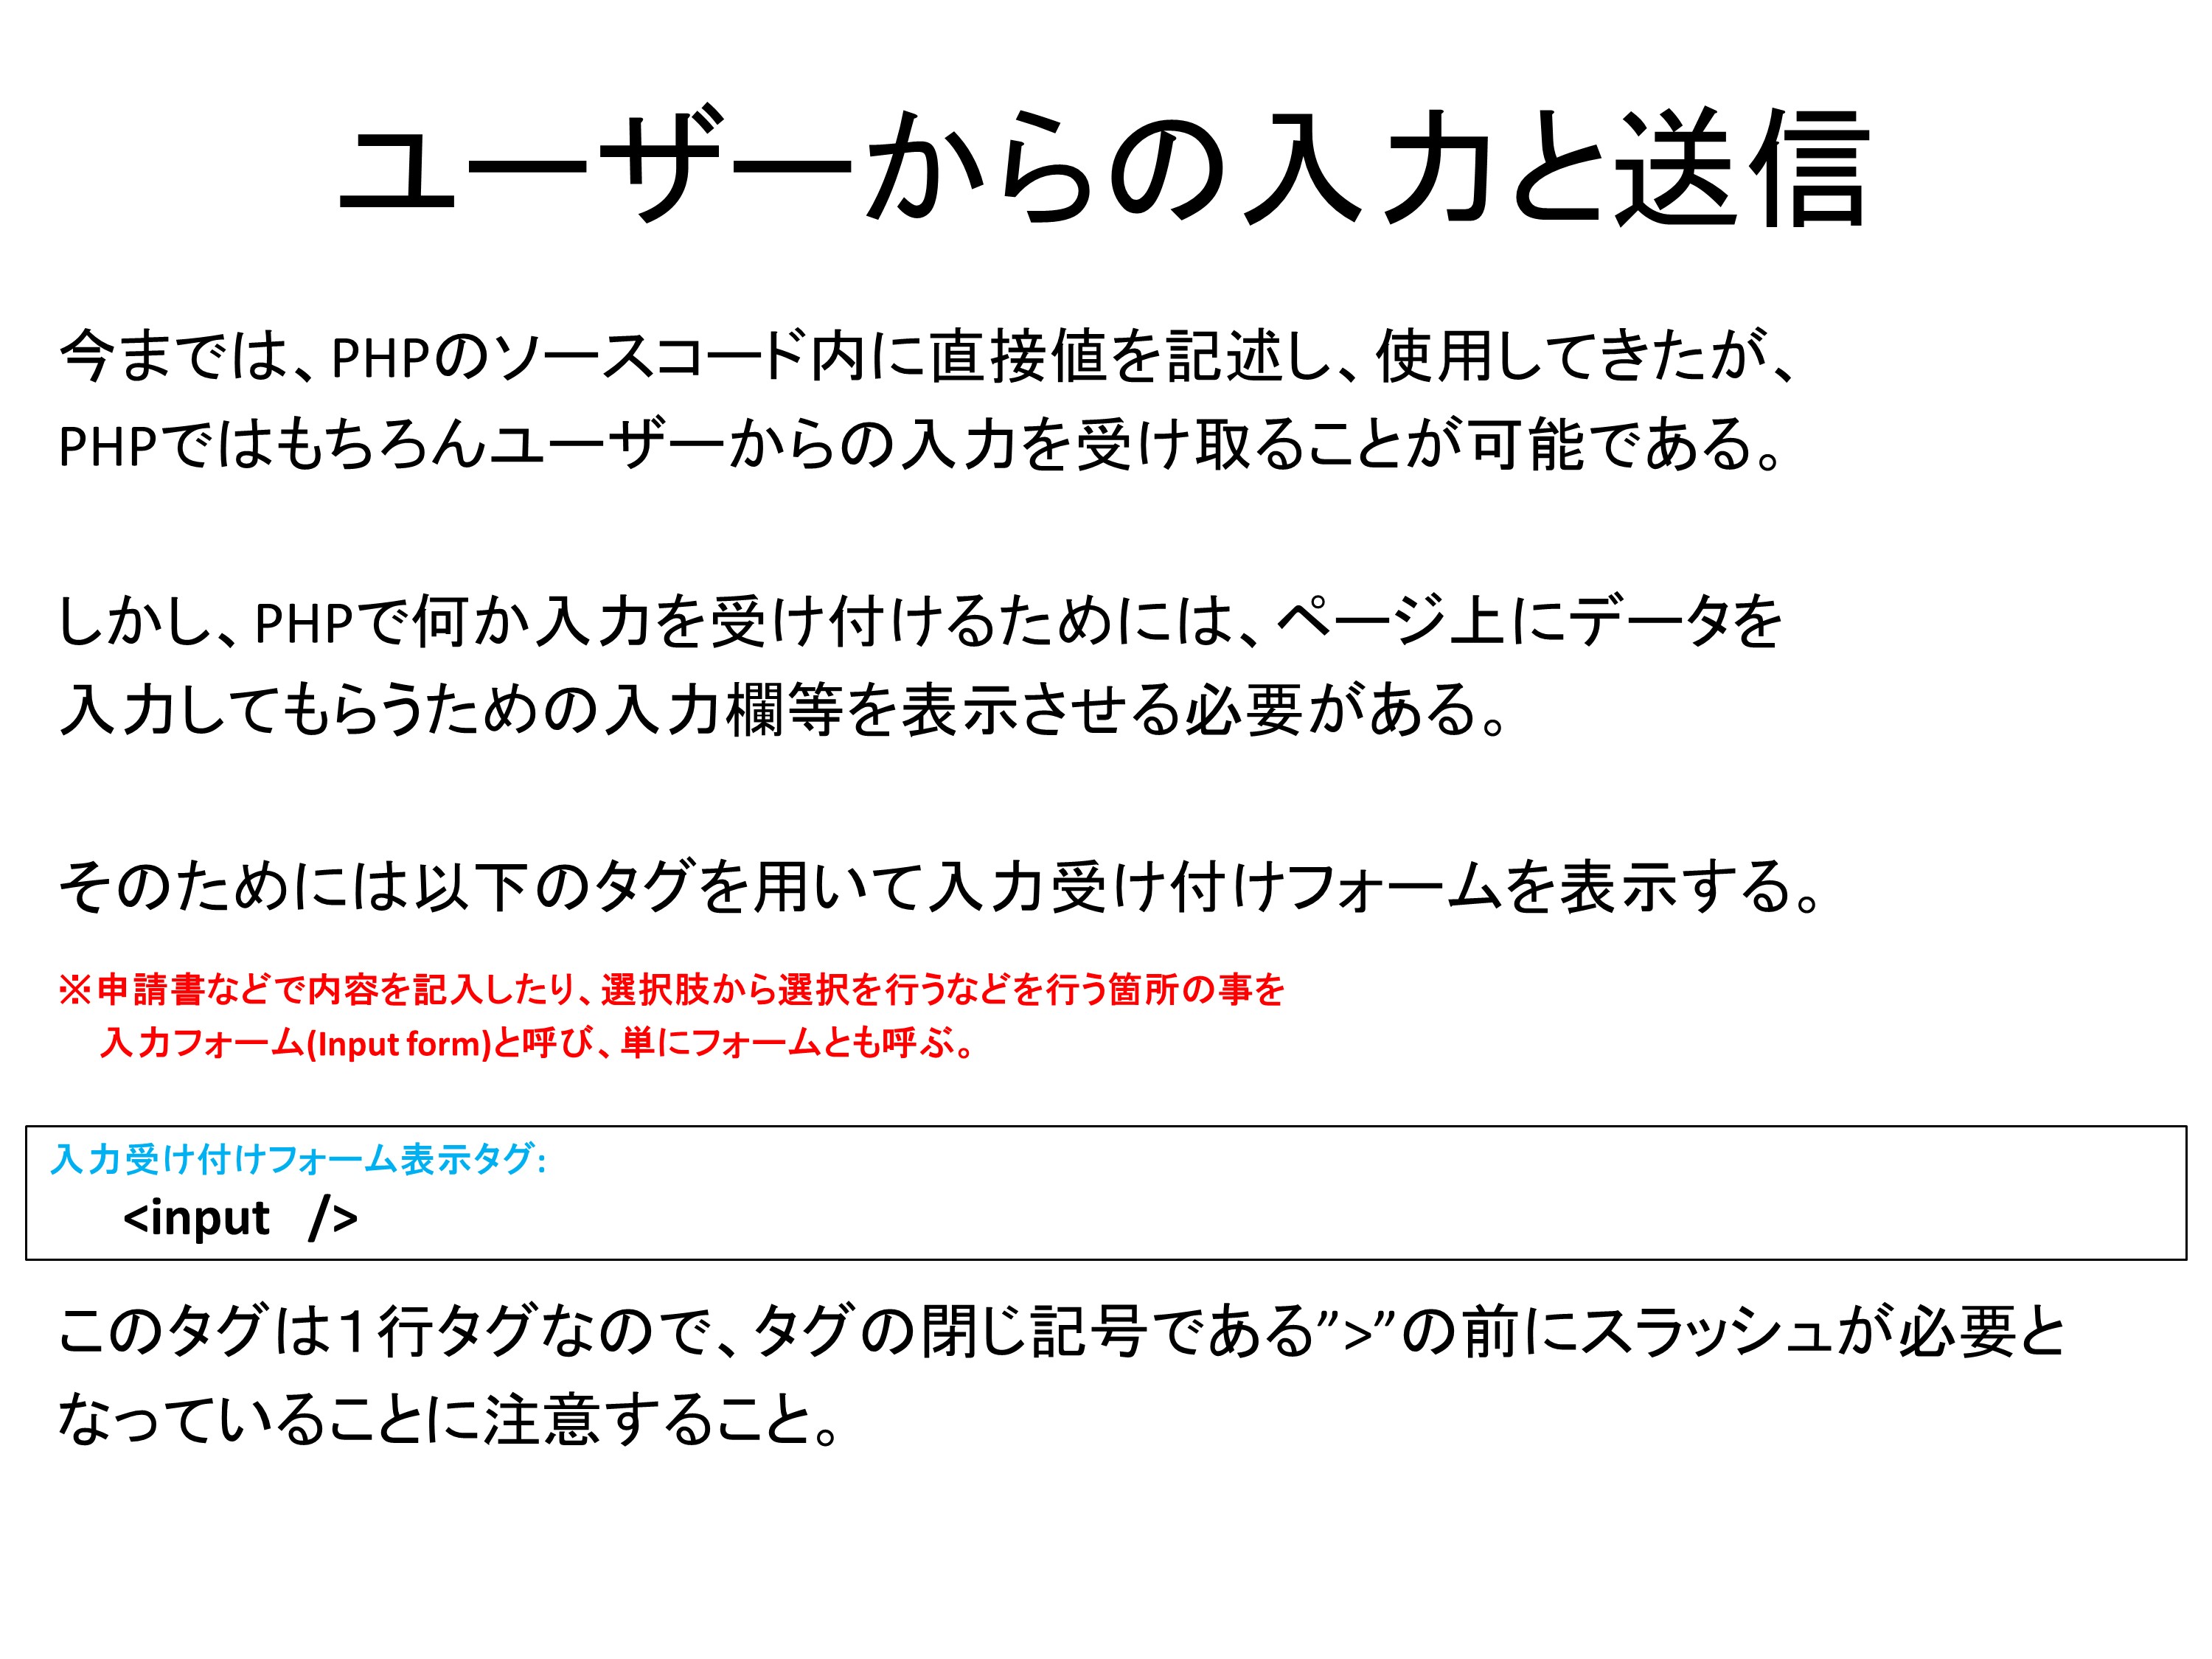 ユーザーからの入力と送信
今までは、PHPのソースコード内に直接値を記述し、使用してきたが、
PHPではもちろんユーザーからの入力を受け取ることが可能である。
しかし、PHPで何か入力を受け付けるためには、ページ上にデータを
入力してもらうための入力欄等を表示させる必要がある。
そのためには以下のタグを用いて入力受け付けフォームを表示する。
※申請書などで内容を記入したり、選択肢から選択を行うなどを行う箇所の事を
入力フォーム(Input form)と呼び、単にフォームとも呼ぶ。
入力受け付けフォーム表示タグ：
<input />
このタグは１行タグなので、タグの閉じ記号である”>”の前にスラッシュが必要と
なっていることに注意すること。